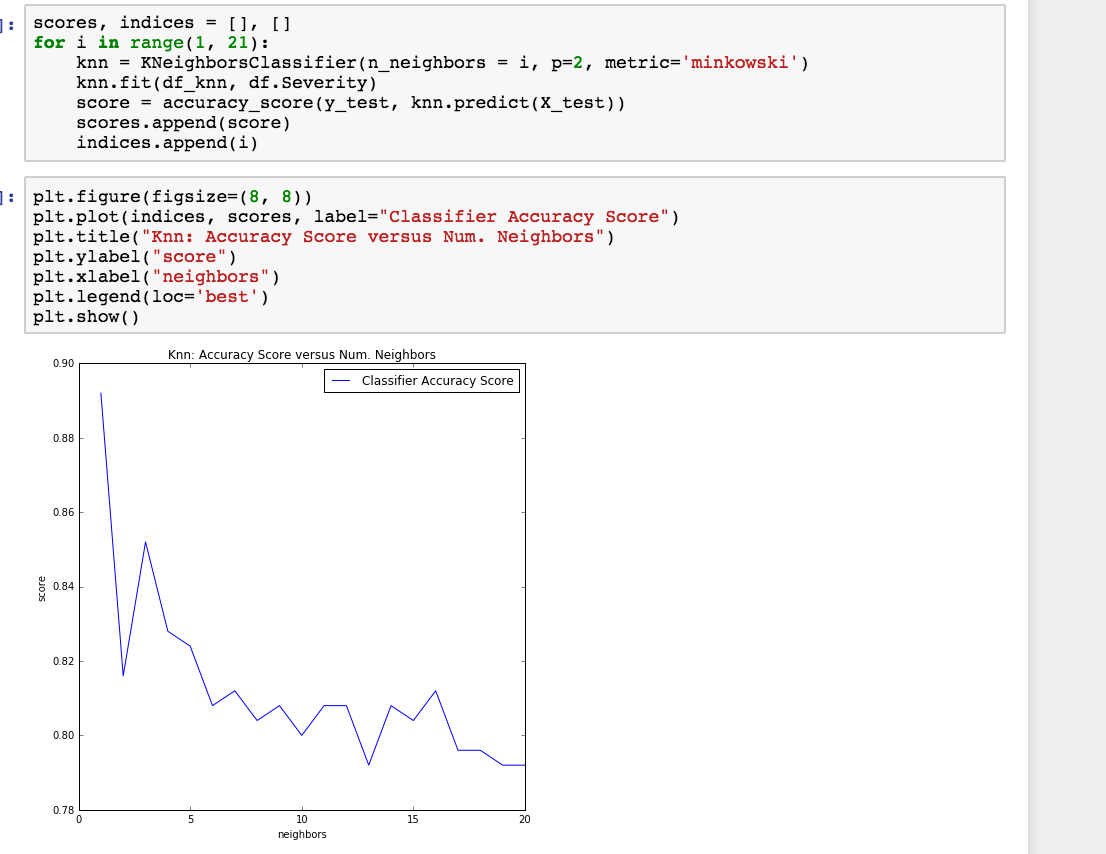 ]: scores, indices = [], []
for i in range(1, 21):
    knn = KNeighborsClassifier(n_neighbors = i, p=2, metric='minkowski')
    knn.fit(df_knn, df.Severity)
    score = accuracy_score(y_test, knn.predict(X_test))
    scores.append(score)
    indices.append(i)
]: plt.figure(figsize=(8, 8))
plt.plot(indices, scores, label="Classifier Accuracy Score")
plt.title("Knn: Accuracy Score versus Num. Neighbors")
plt.ylabel("score")
plt.xlabel("neighbors")
plt.legend(loc='best')
plt.show()
Knn: Accuracy Score versus Num. Neighbors
Classifier Accuracy Score
0.90
0.88
0.86
0.84
0.82
0.80
0.78
score
0 5 10 15 20
neighbors